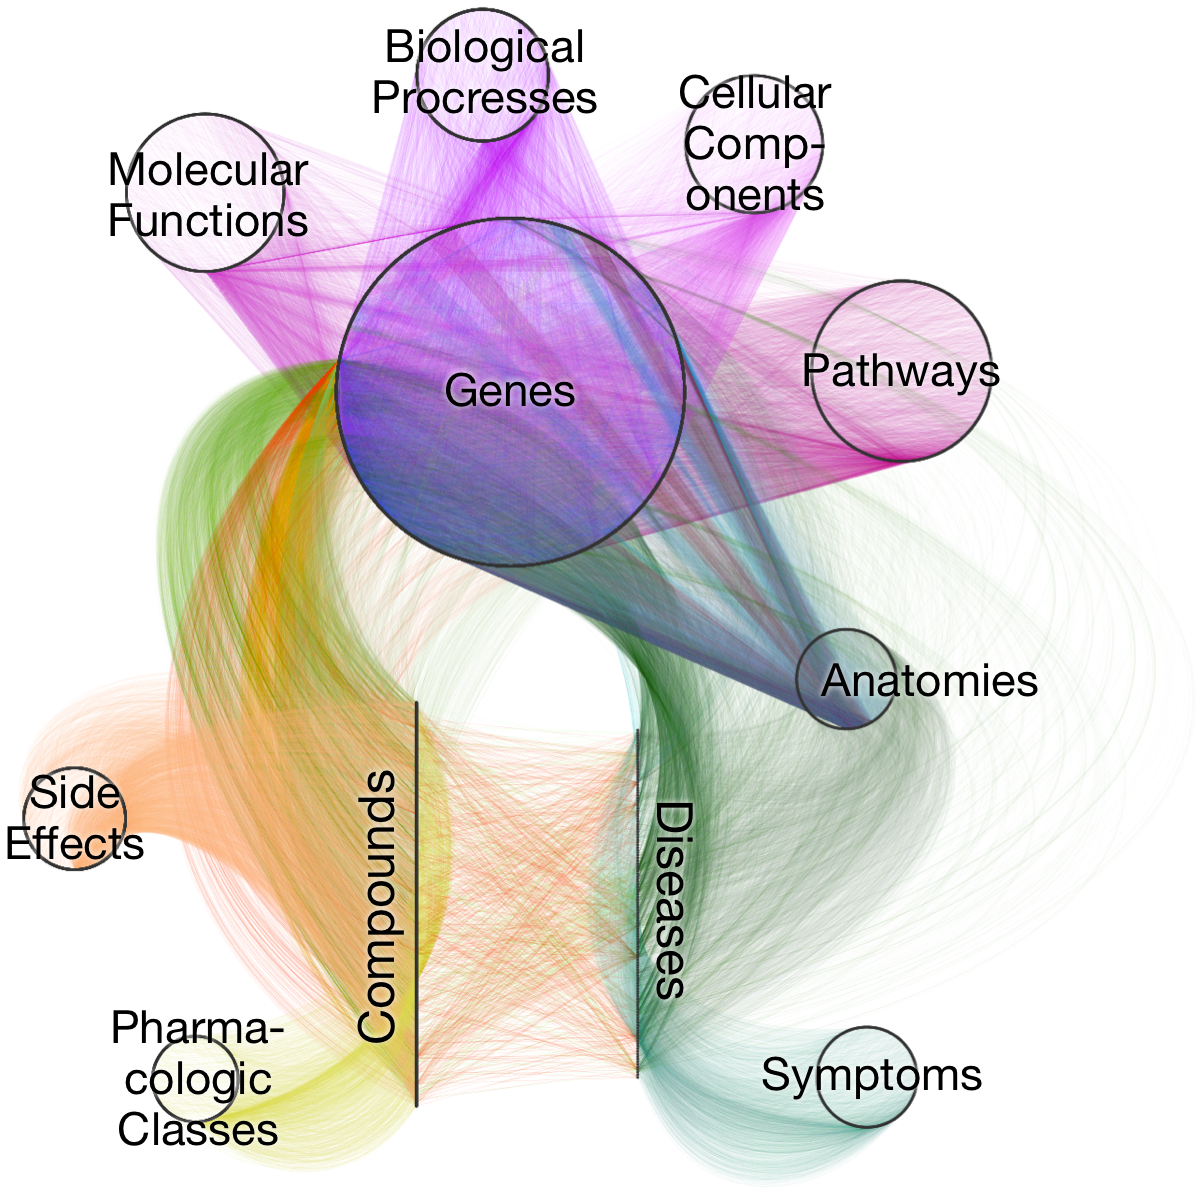 Biological
Procresses
Cellular
Comp-
onents
Molecular
Functions
Genes
Pathways
Anatomies
Side
Effects
Compounds
Diseases
Pharma-
cologic
Classes
Symptoms